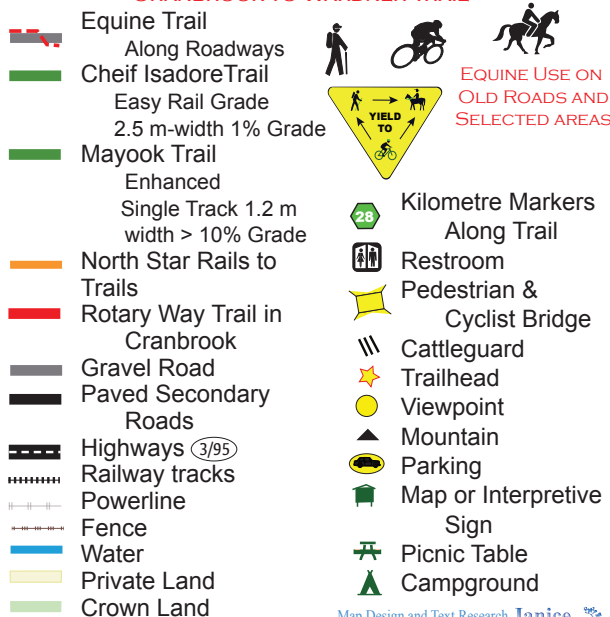 Equine Trail
Along Roadways
Cheif IsadoreTrail
Easy Rail Grade
2.5 m-width 1% Grade
Mayook Trail
Enhanced
Single Track 1.2 m
width > 10% Grade
North Star Rails to
Trails
Rotary Way Trail in
Cranbrook
Gravel Road
Paved Secondary
Roads
Highways 3/95
Railway tracks
Powerline
Fence
Water
Private Land
Crown Land
EQUINE USE ON
OLD ROADS AND
SELECTED AREAS
YIELD
TO
28
Kilometre Markers
Along Trail
Restroom
Pedestrian &
Cyclist Bridge
Cattleguard
Trailhead
Viewpoint
Mountain
Parking
Map or Interpretive
Sign
Picnic Table
Campground
Map Design and Text Research Janice